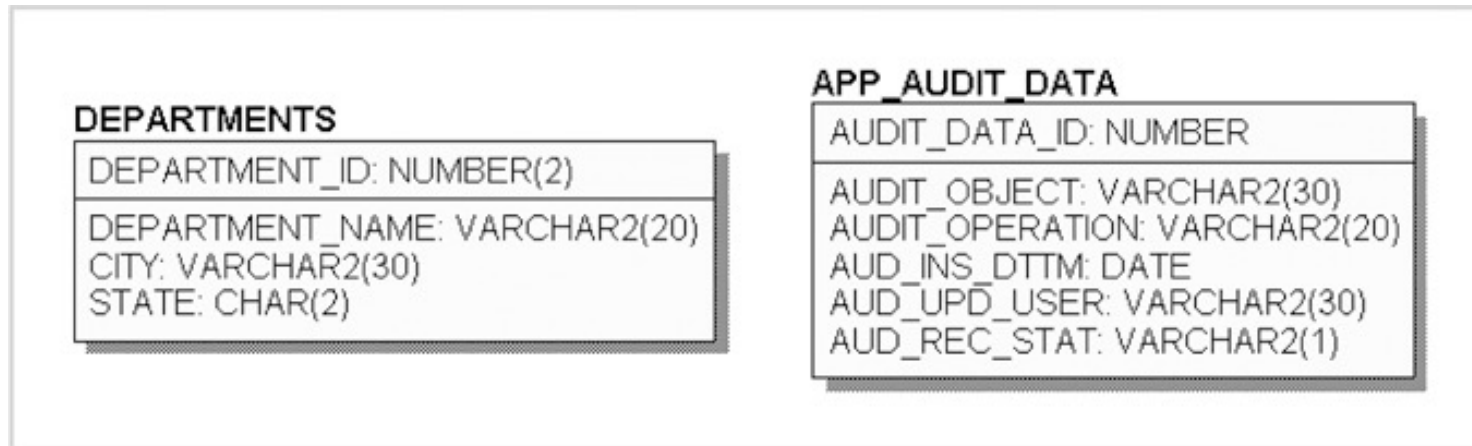 DEPARTMENTS
DEPARTMENT_ID: NUMBER(2)
DEPARTMENT_NAME: VARCHAR2(20)
CITY: VARCHAR2(30)
STATE: CHAR(2)
APP_AUDIT_DATA
AUDIT_DATA_ID: NUMBER
AUDIT_OBJECT: VARCHAR2(30)
AUDIT_OPERATION: VARCHAR2(20)
AUD_INS_DTTM: DATE
AUD_UPD_USER: VARCHAR2(30)
AUD_REC_STAT: VARCHAR2(1)